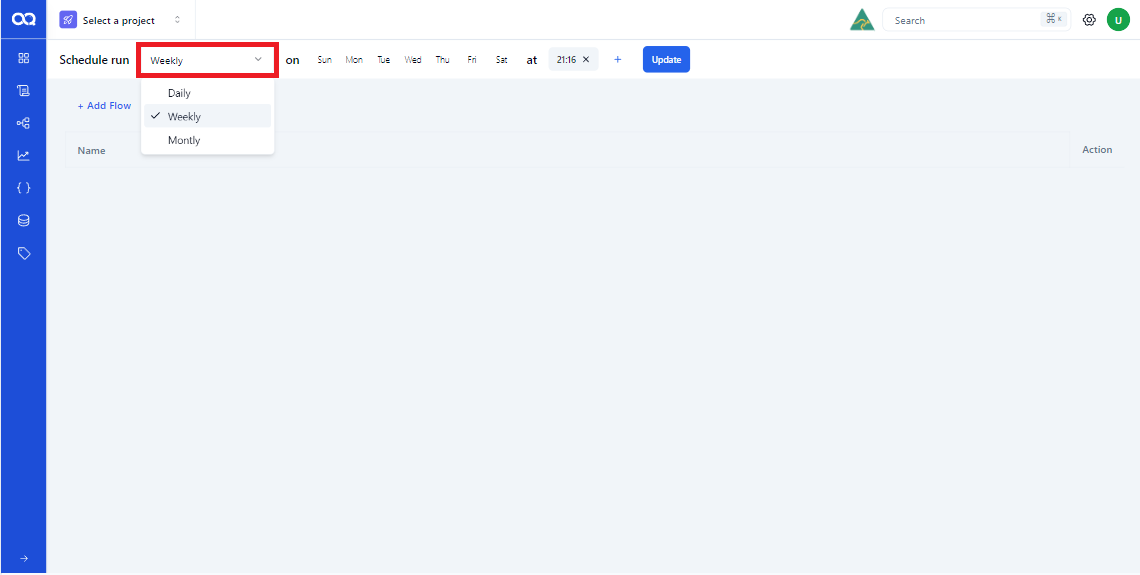 Select a project
Search
⌘ K
U
Schedule run Weekly on Sun Mon Tue Wed Thu Fri Sat at 21:16 × + Update
Daily
✓ Weekly
Montly
+ Add Flow
Name
Action